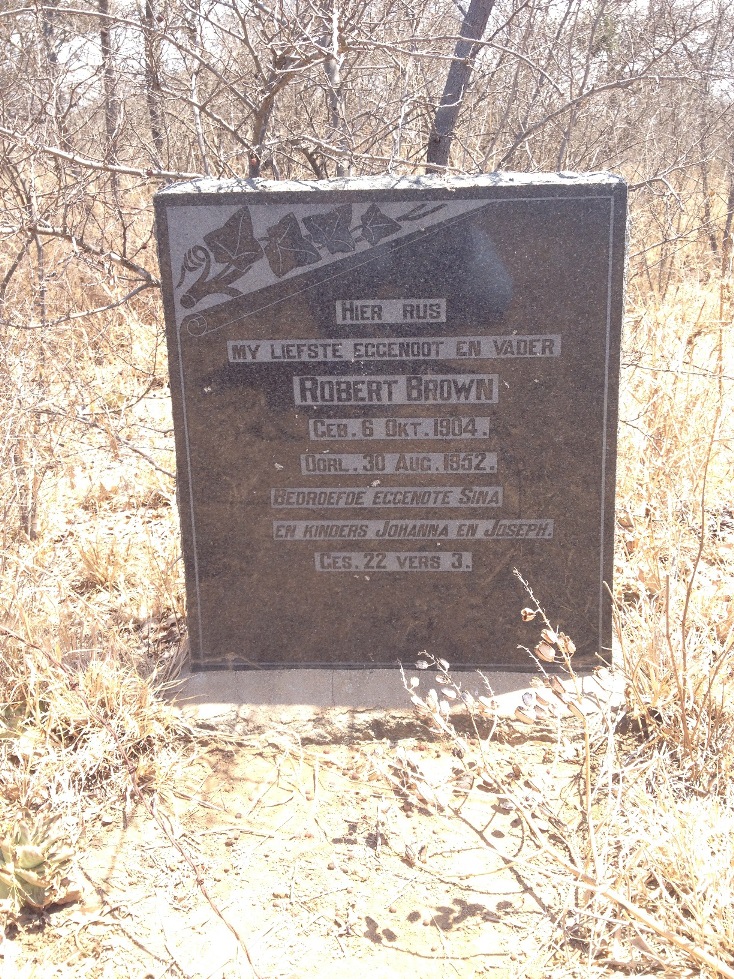 HIER RUS
MY LIEFSTE EGGENOOT EN VADER
ROBERT BROWN
GEB. 6 OKT. 1904.
OORL. 30 AUG. 1952.
BEDROEFDE EGGENOTE SINA
EN KINDERS JOHANNA EN JOSEPH.
GES. 22 VERS 3.